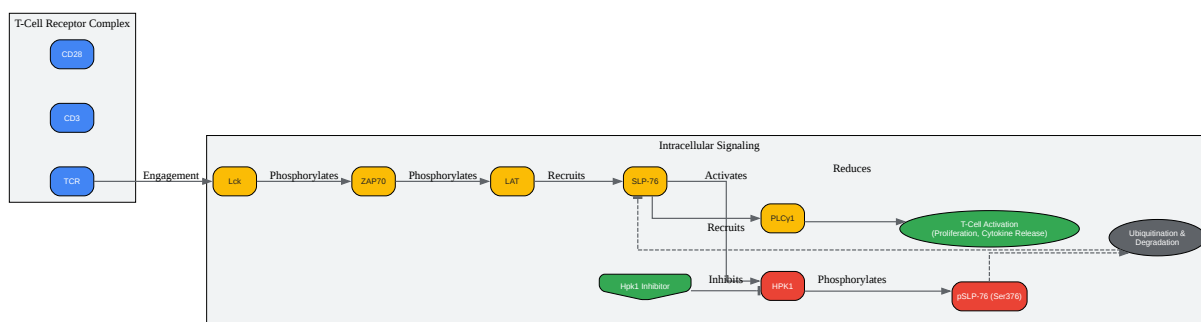 T-Cell Receptor Complex
CD28
CD3
TCR
Engagement
Intracellular Signaling
Lck
Phosphorylates
ZAP70
Phosphorylates
LAT
Recruits
SLP-76
Activates
Reduces
Recruits
PLCγ1
T-Cell Activation
(Proliferation, Cytokine Release)
Ubiquitination &
Degradation
Hpk1 Inhibitor
Inhibits
HPK1
Phosphorylates
pSLP-76 (Ser376)